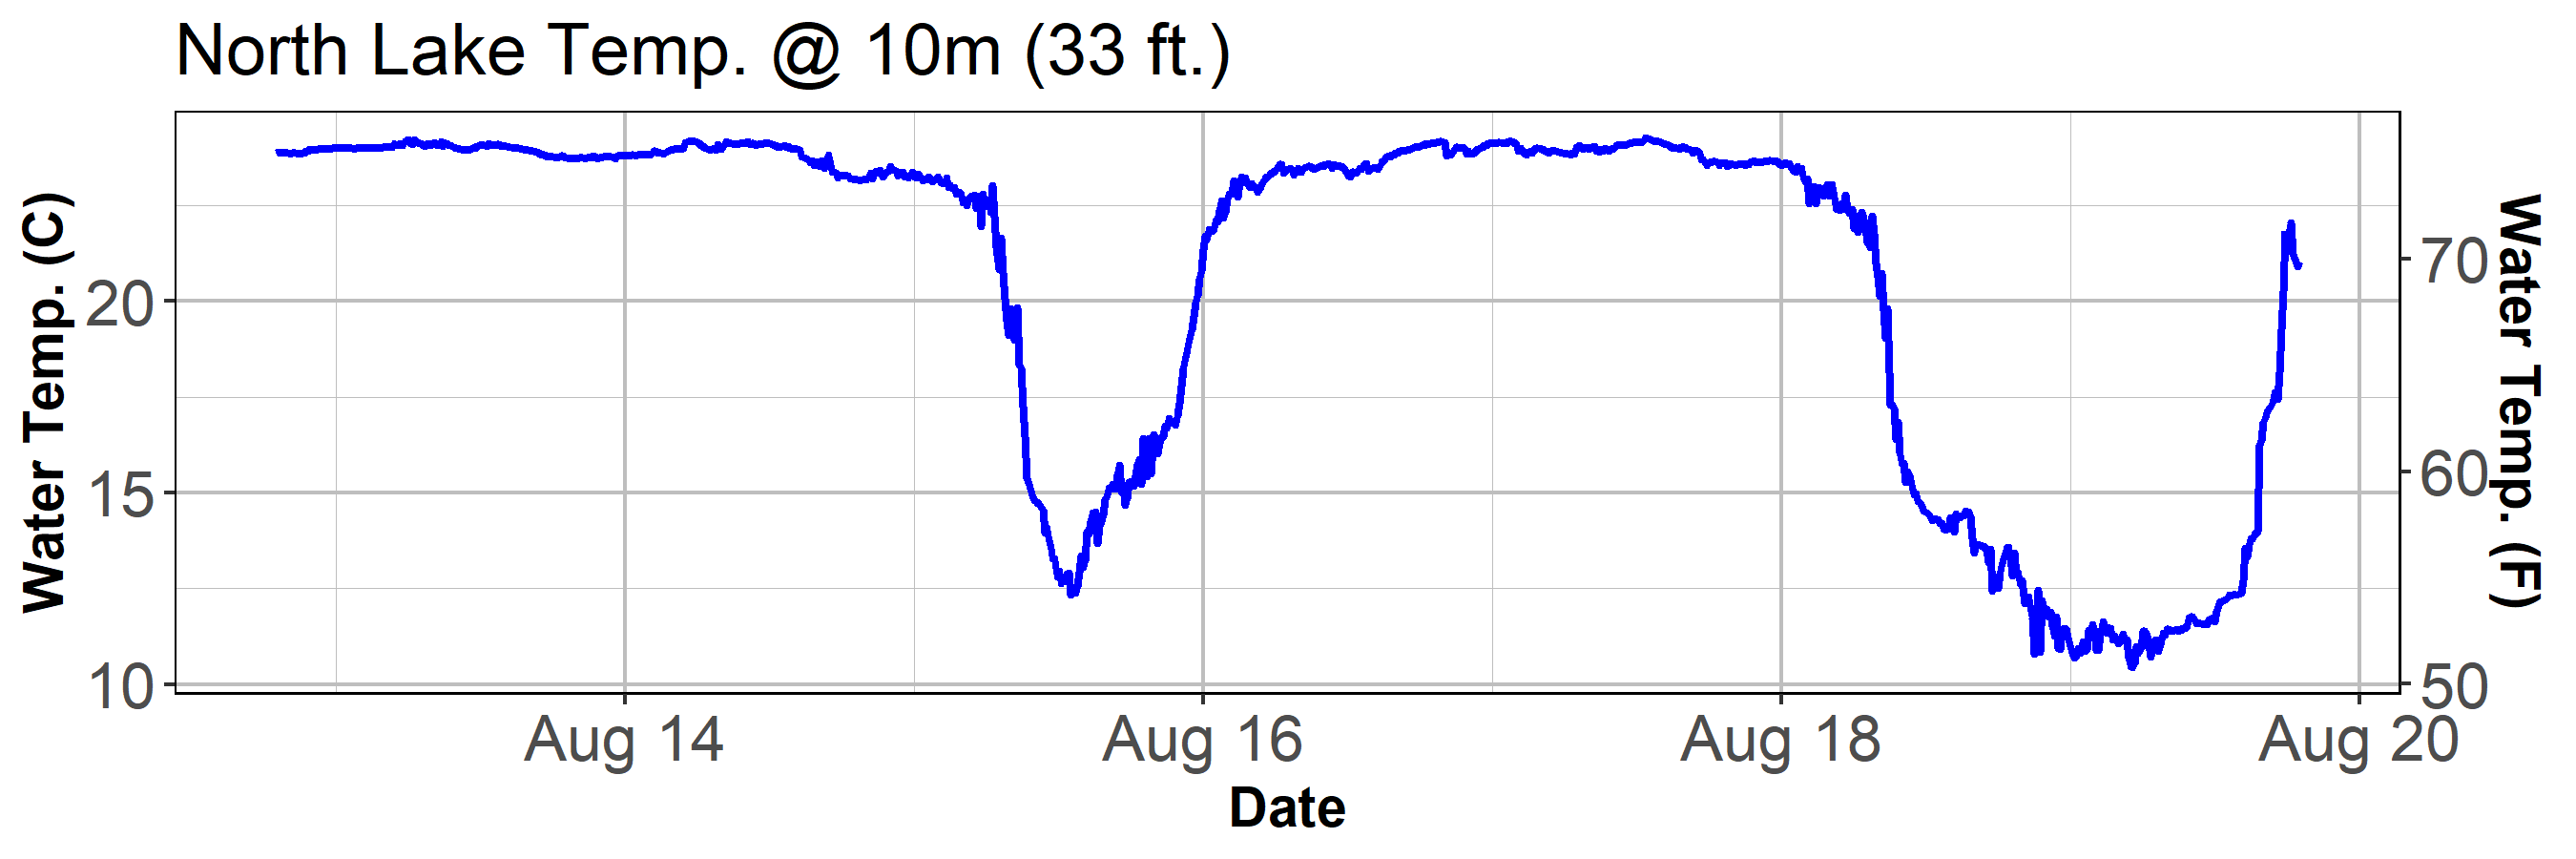 North Lake Temp. @ 10m (33 ft.)
Water Temp. (C)
20
15
10
70
60
50
Water Temp. (F)
Aug 14
Aug 16
Aug 18
Aug 20
Date